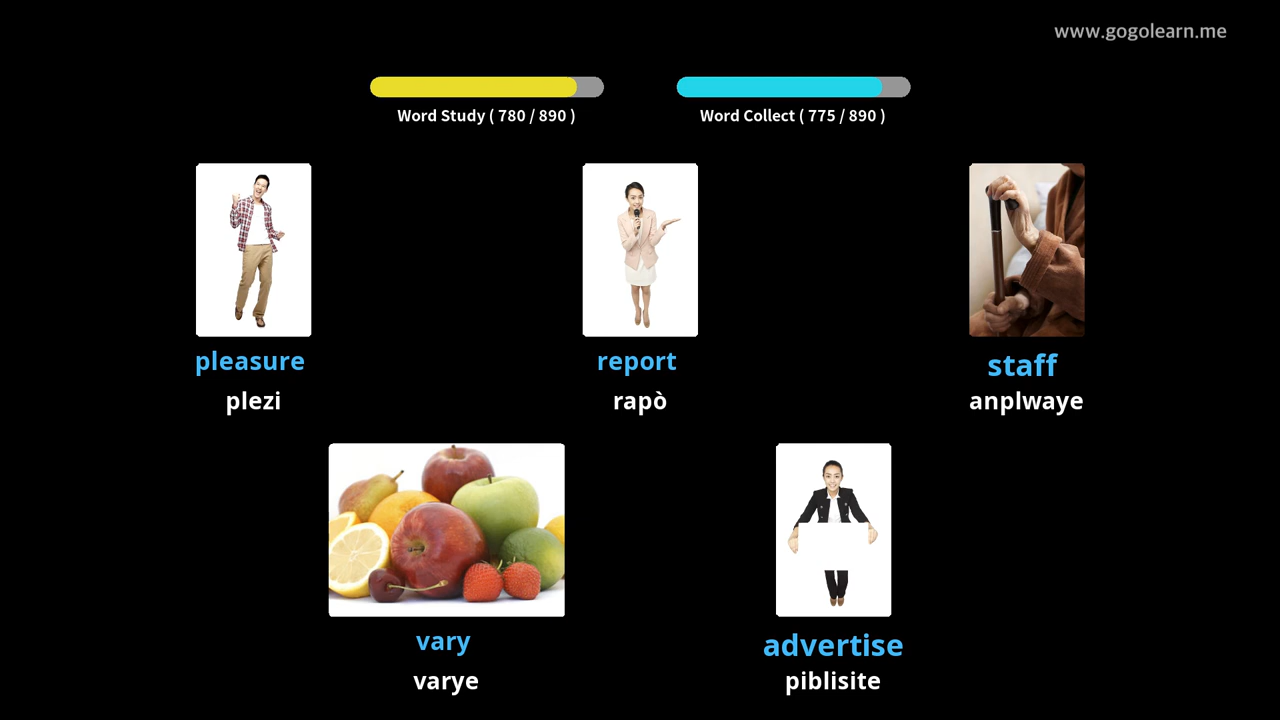 www.gogolearn.me
Word Study ( 780 / 890 )
Word Collect ( 775 / 890 )
pleasure
plezi
report
rapò
staff
anplwaye
vary
varye
advertise
piblisite